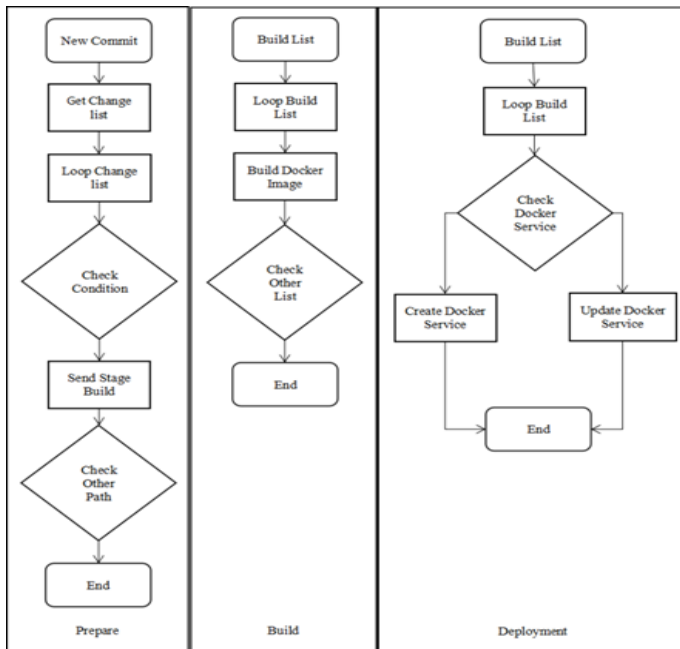 New Commit
Get Change
list
Loop Change
list
Check
Condition
Send Stage
Build
Check
Other
Path
End
Prepare
Build List
Loop Build
List
Build Docker
Image
Check
Other
List
End
Build
Build List
Loop Build
List
Check
Docker
Service
Create Docker
Service
Update Docker
Service
End
Deployment